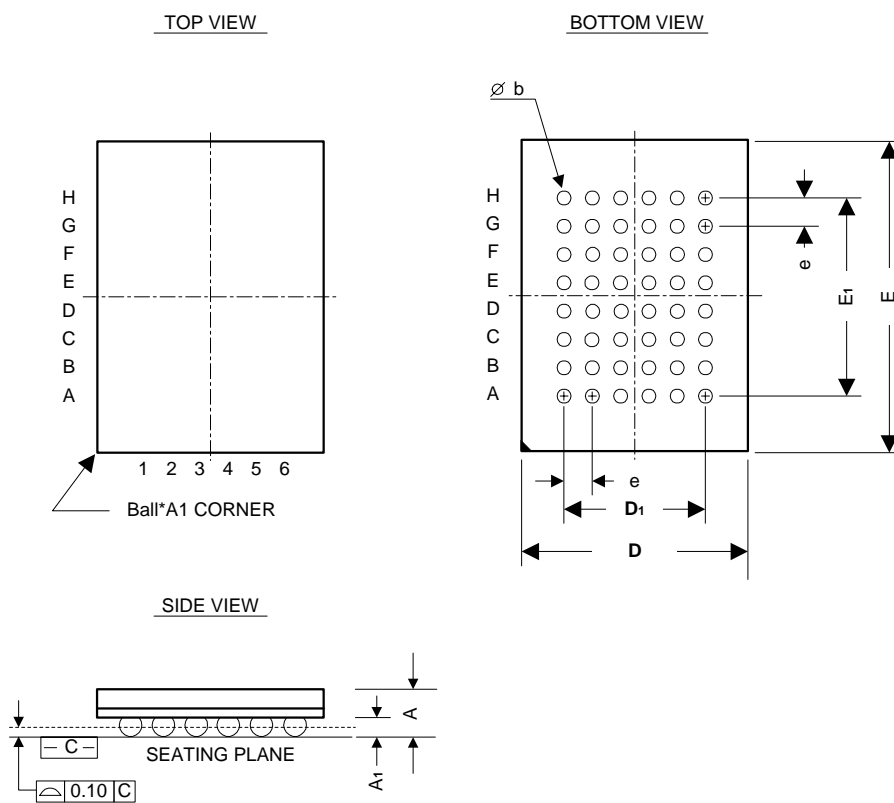 TOP VIEW
BOTTOM VIEW
⌀ b
H
G
F
E
D
C
B
A
H
G
F
E
D
C
B
A
e
E1
E
1 2 3 4 5 6
Ball*A1 CORNER
e
D1
D
SIDE VIEW
A
A1
C
SEATING PLANE
⌓ 0.10 C